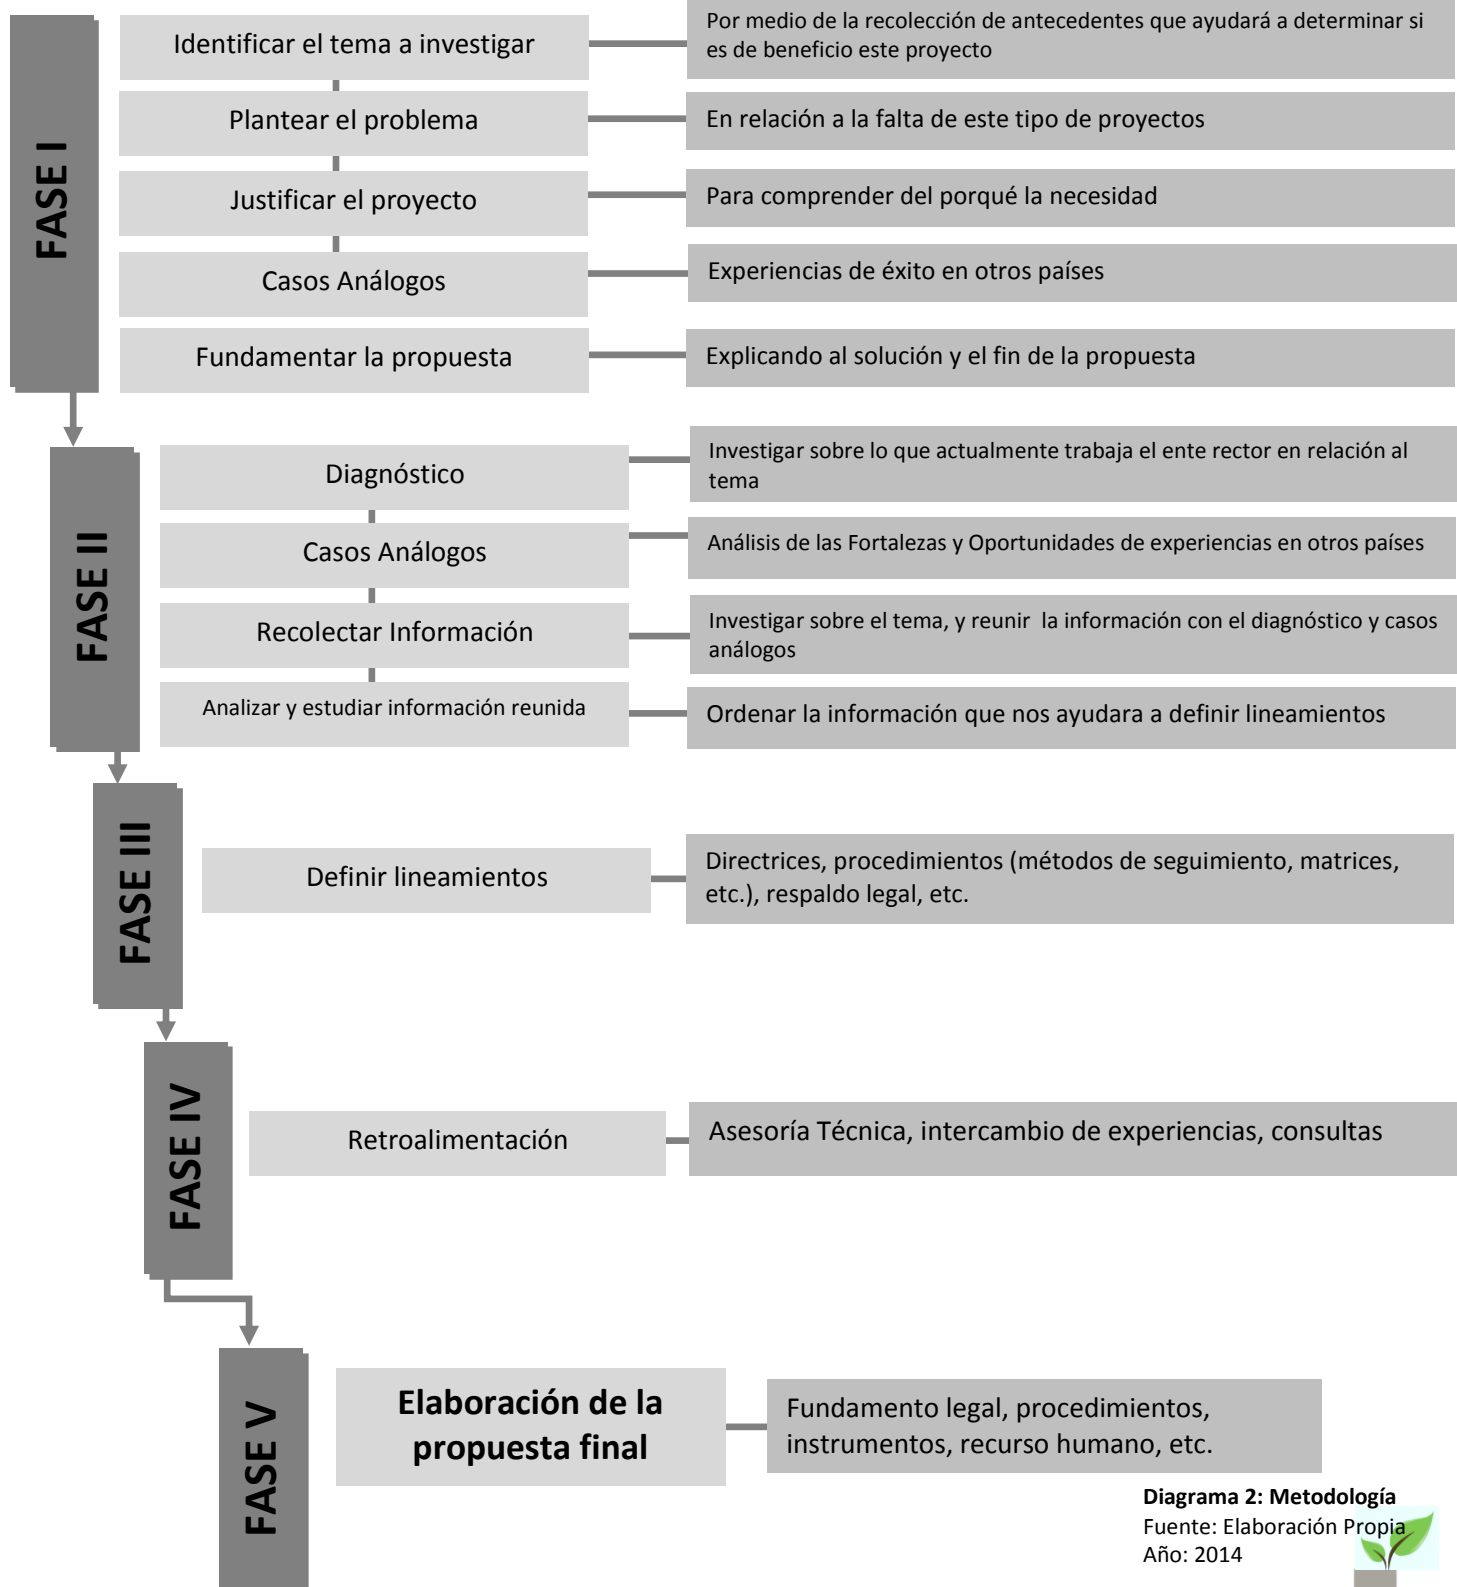 FASE I
Identificar el tema a investigar
Por medio de la recolección de antecedentes que ayudará a determinar si
es de beneficio este proyecto
Plantear el problema
En relación a la falta de este tipo de proyectos
Justificar el proyecto
Para comprender del porqué la necesidad
Casos Análogos
Experiencias de éxito en otros países
Fundamentar la propuesta
Explicando al solución y el fin de la propuesta
FASE II
Diagnóstico
Investigar sobre lo que actualmente trabaja el ente rector en relación al
tema
Casos Análogos
Análisis de las Fortalezas y Oportunidades de experiencias en otros países
Recolectar Información
Investigar sobre el tema, y reunir la información con el diagnóstico y casos
análogos
Analizar y estudiar información reunida
Ordenar la información que nos ayudara a definir lineamientos
FASE III
Definir lineamientos
Directrices, procedimientos (métodos de seguimiento, matrices,
etc.), respaldo legal, etc.
FASE IV
Retroalimentación
Asesoría Técnica, intercambio de experiencias, consultas
FASE V
Elaboración de la
propuesta final
Fundamento legal, procedimientos,
instrumentos, recurso humano, etc.
Diagrama 2: Metodología
Fuente: Elaboración Propia
Año: 2014